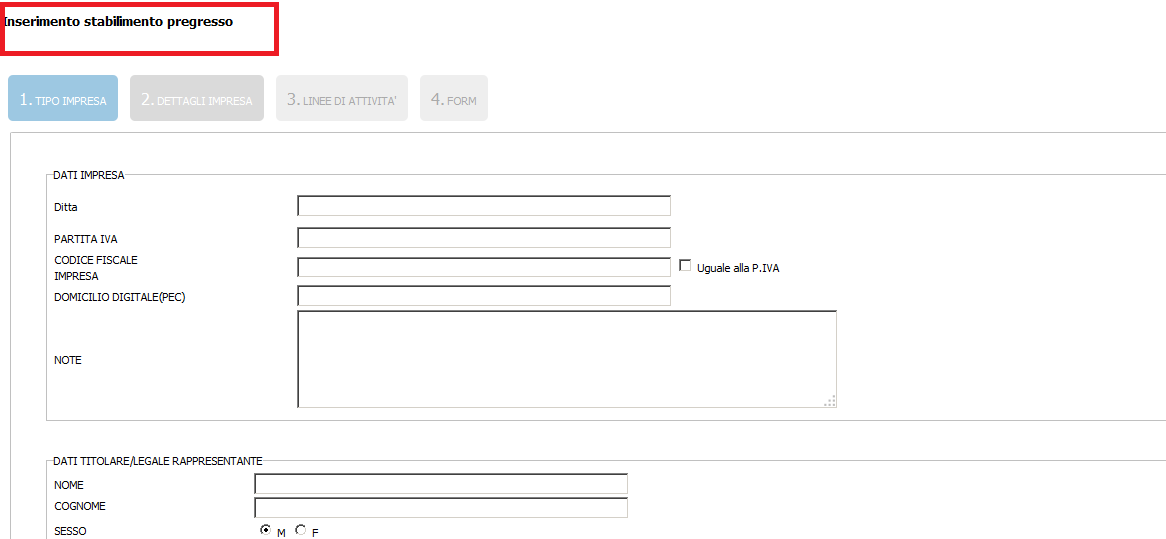 Inserimento stabilimento pregresso
1. TIPO IMPRESA 2. DETTAGLI IMPRESA 3. LINEE DI ATTIVITA' 4. FORM
DATI IMPRESA
Ditta
PARTITA IVA
CODICE FISCALE
IMPRESA
Uguale alla P.IVA
DOMICILIO DIGITALE(PEC)
NOTE
DATI TITOLARE/LEGALE RAPPRESENTANTE
NOME
COGNOME
SESSO M F